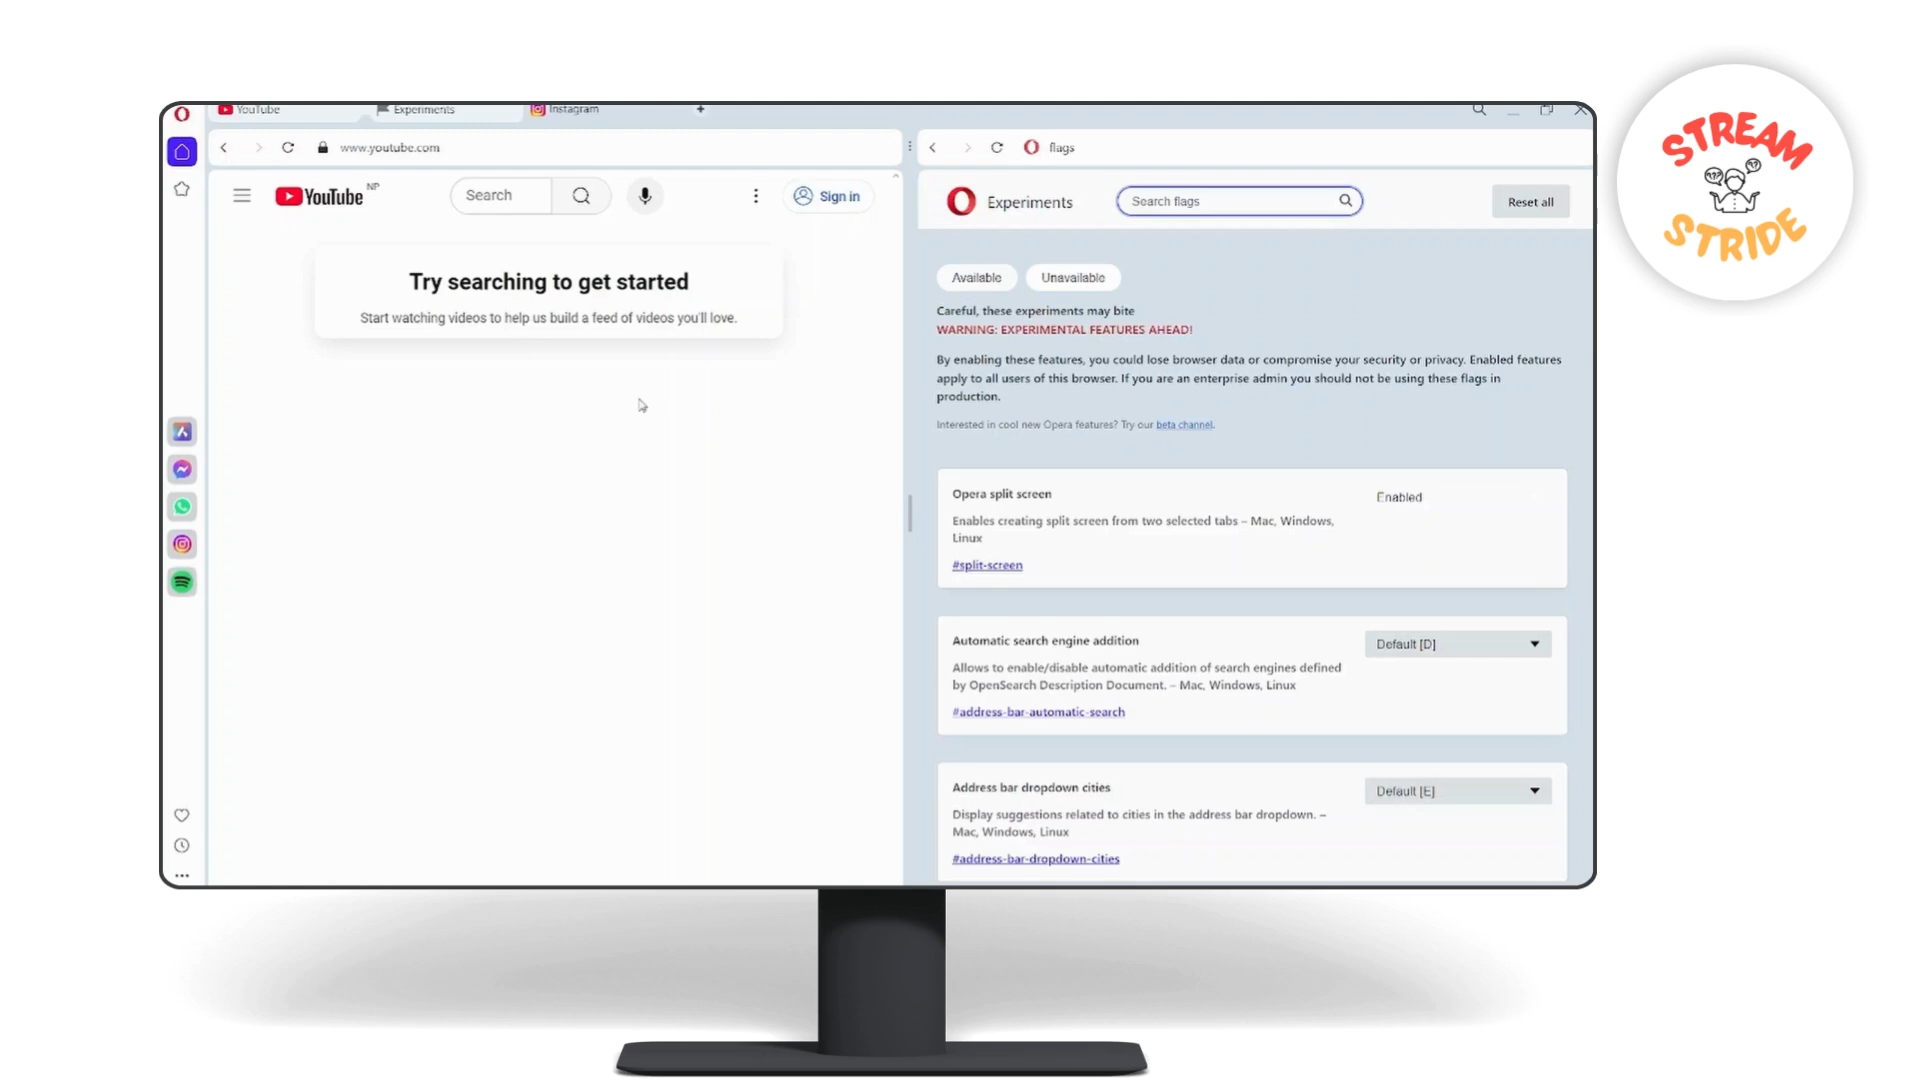 YouTube
Experiments
Instagram
www.youtube.com
flags
YouTube NP
Search
Sign in
Try searching to get started
Start watching videos to help us build a feed of videos you'll love.
Experiments
Search flags
Reset all
Available
Unavailable
Careful, these experiments may bite
WARNING: EXPERIMENTAL FEATURES AHEAD!
By enabling these features, you could lose browser data or compromise your security or privacy. Enabled features
apply to all users of this browser. If you are an enterprise admin you should not be using these flags in
production.
Interested in cool new Opera features? Try our beta channel.
Opera split screen
Enabled
Enables creating split screen from two selected tabs – Mac, Windows,
Linux
#split-screen
Automatic search engine addition
Default [D]
Allows to enable/disable automatic addition of search engines defined
by OpenSearch Description Document. – Mac, Windows, Linux
#address-bar-automatic-search
Address bar dropdown cities
Default [E]
Display suggestions related to cities in the address bar dropdown. –
Mac, Windows, Linux
#address-bar-dropdown-cities
STREAM
???
??
STRIDE